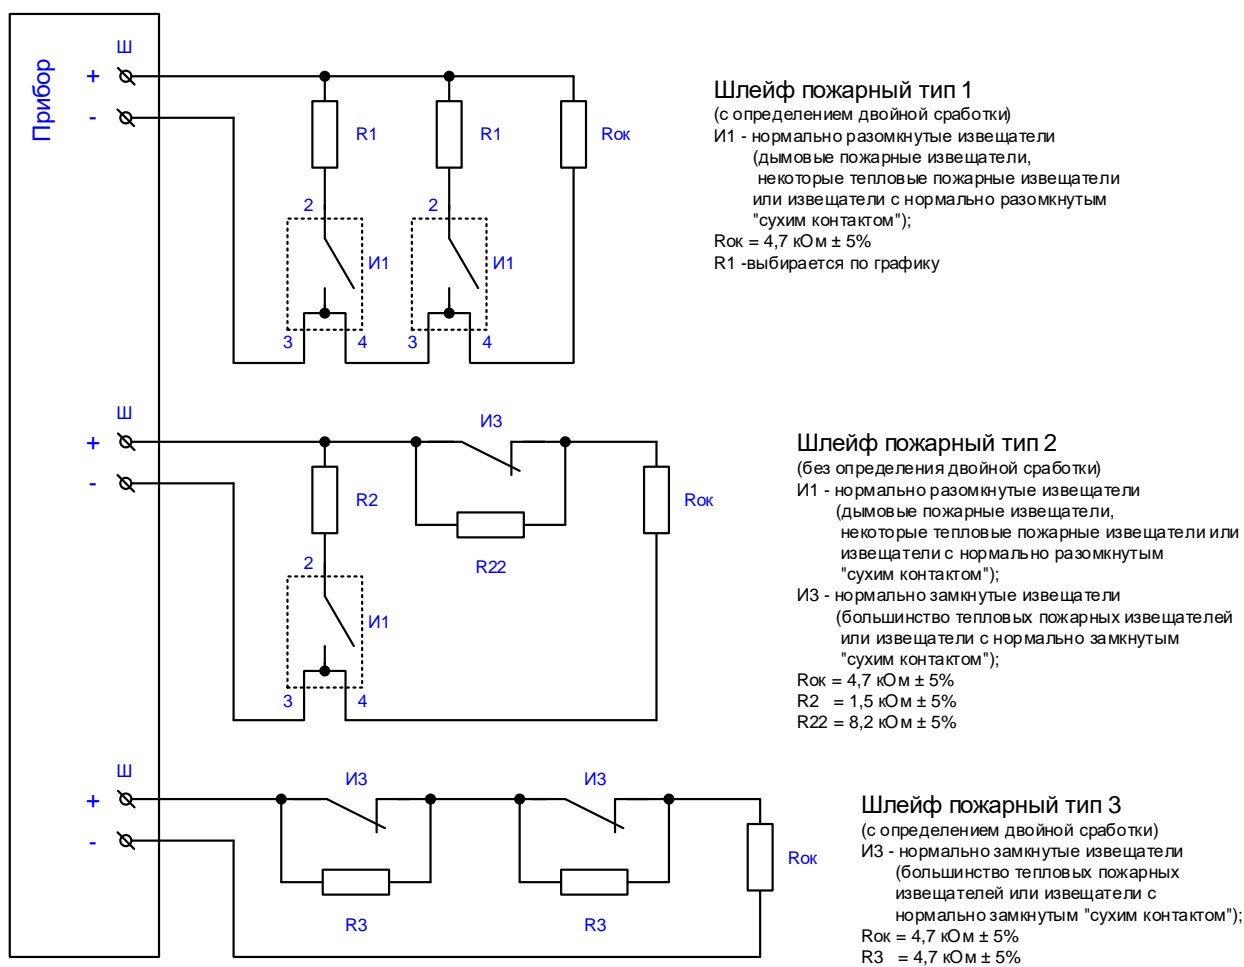 Прибор
Ш
+
-
R1
R1
Rок
2
2
И1
И1
3
4
3
4
Шлейф пожарный тип 1
(с определением двойной сработки)
И1 - нормально разомкнутые извещатели
(дымовые пожарные извещатели,
некоторые тепловые пожарные извещатели
или извещатели с нормально разомкнутым
"сухим контактом");
Rок = 4,7 кОм ± 5%
R1 -выбирается по графику
Ш
+
-
И3
R2
Rок
R22
2
И1
3
4
Шлейф пожарный тип 2
(без определения двойной сработки)
И1 - нормально разомкнутые извещатели
(дымовые пожарные извещатели,
некоторые тепловые пожарные извещатели или
извещатели с нормально разомкнутым
"сухим контактом");
И3 - нормально замкнутые извещатели
(большинство тепловых пожарных извещателей
или извещатели с нормально замкнутым
"сухим контактом");
Rок = 4,7 кОм ± 5%
R2 = 1,5 кОм ± 5%
R22 = 8,2 кОм ± 5%
Ш
+
-
И3
И3
Rок
R3
R3
Шлейф пожарный тип 3
(с определением двойной сработки)
И3 - нормально замкнутые извещатели
(большинство тепловых пожарных
извещателей или извещатели с
нормально замкнутым "сухим контактом");
Rок = 4,7 кОм ± 5%
R3 = 4,7 кОм ± 5%